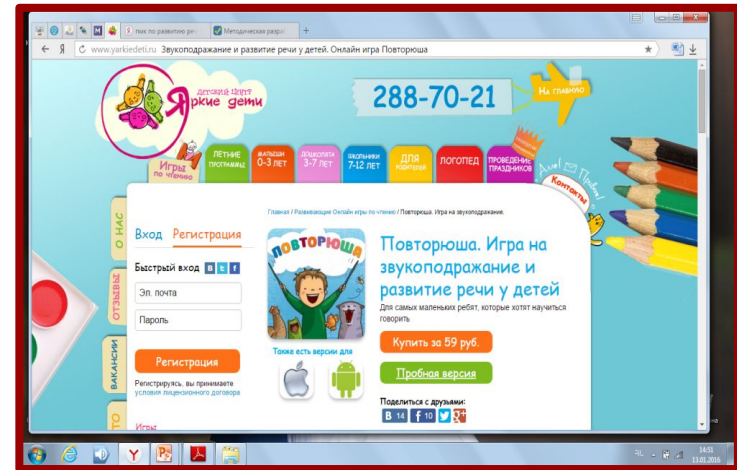 пмк по развитию реч
Методическая разраб
www.yarkiedeti.ru Звукоподражание и развитие речи у детей. Онлайн игра Повторюша
детский центр
Яркие дети
288-70-21
На главную
Игры по чтению
ЛЕТНИЕ ПРОГРАММЫ
МАЛЫШИ 0-3 ЛЕТ
ДОШКОЛЯТА 3-7 ЛЕТ
ШКОЛЬНИКИ 7-12 ЛЕТ
ДЛЯ РОДИТЕЛЕЙ
ЛОГОПЕД
ПРОВЕДЕНИЕ ПРАЗДНИКОВ
Контакты
О НАС
ОТЗЫВЫ
ВАКАНСИИ
Главная / Развивающие Онлайн игры по чтению / Повторюша. Игра на звукоподражание.
Вход Регистрация
Быстрый вход
Эл. почта
Пароль
Регистрация
Регистрируясь, вы принимаете
условия лицензионного договора
Игры
ПОВТОРЮША
Также есть версии для
Повторюша. Игра на
звукоподражание и
развитие речи у детей
Для самых маленьких ребят, которые хотят научиться
говорить
Купить за 59 руб.
Пробная версия
Поделиться с друзьями:
14 10
RL
14:51
13.01.2016